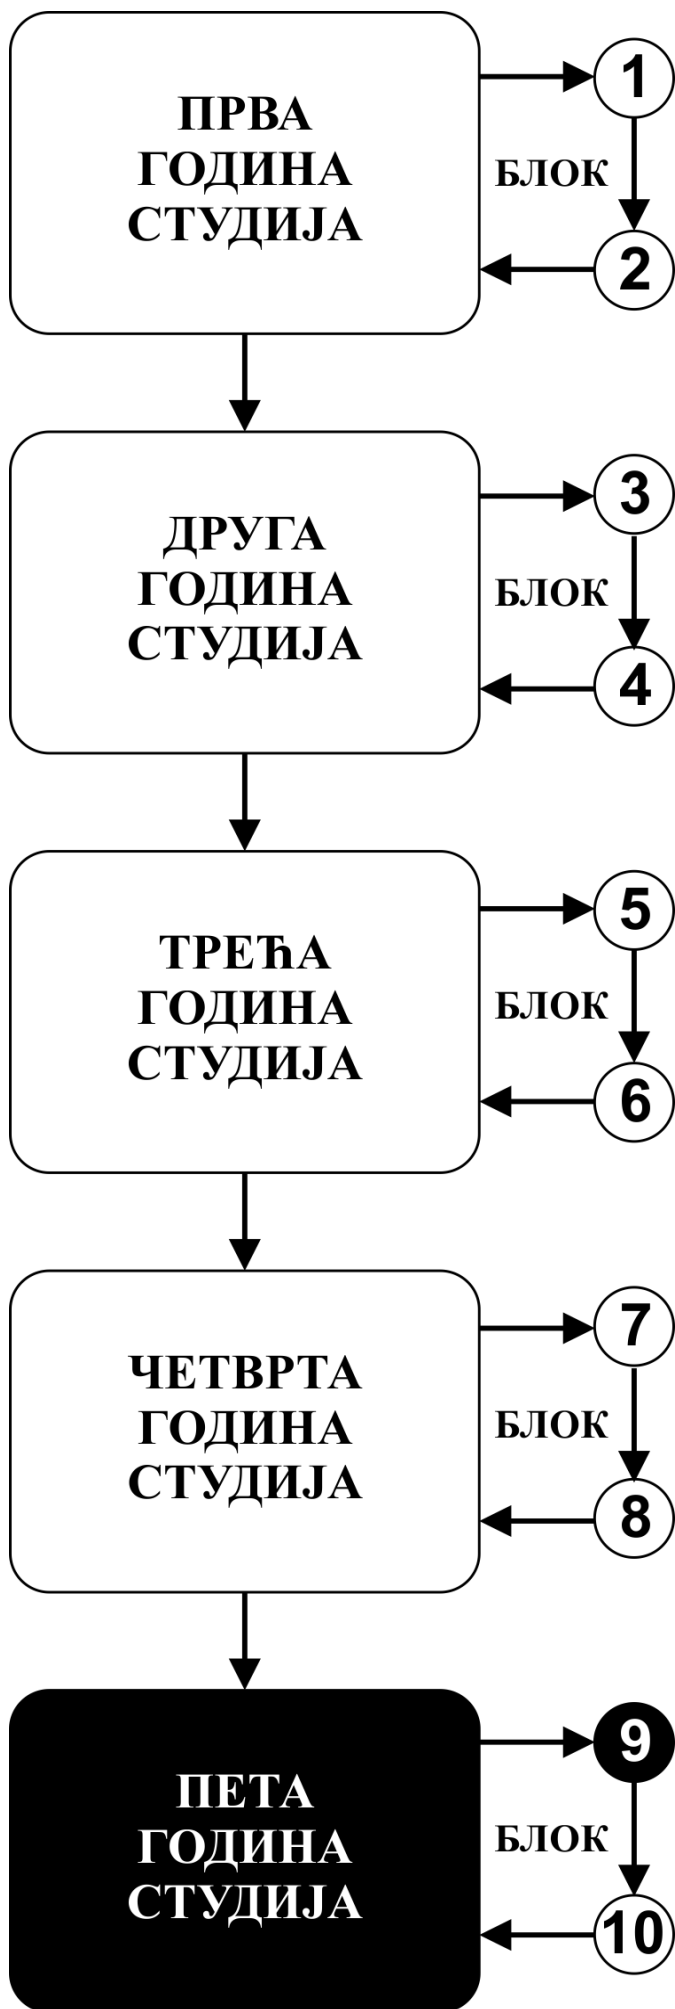 ПРВА
ГОДИНА
СТУДИЈА
1
БЛОК
2
ДРУГА
ГОДИНА
СТУДИЈА
3
БЛОК
4
ТРЕЋА
ГОДИНА
СТУДИЈА
5
БЛОК
6
ЧЕТВРТА
ГОДИНА
СТУДИЈА
7
БЛОК
8
ПЕТА
ГОДИНА
СТУДИЈА
9
БЛОК
10